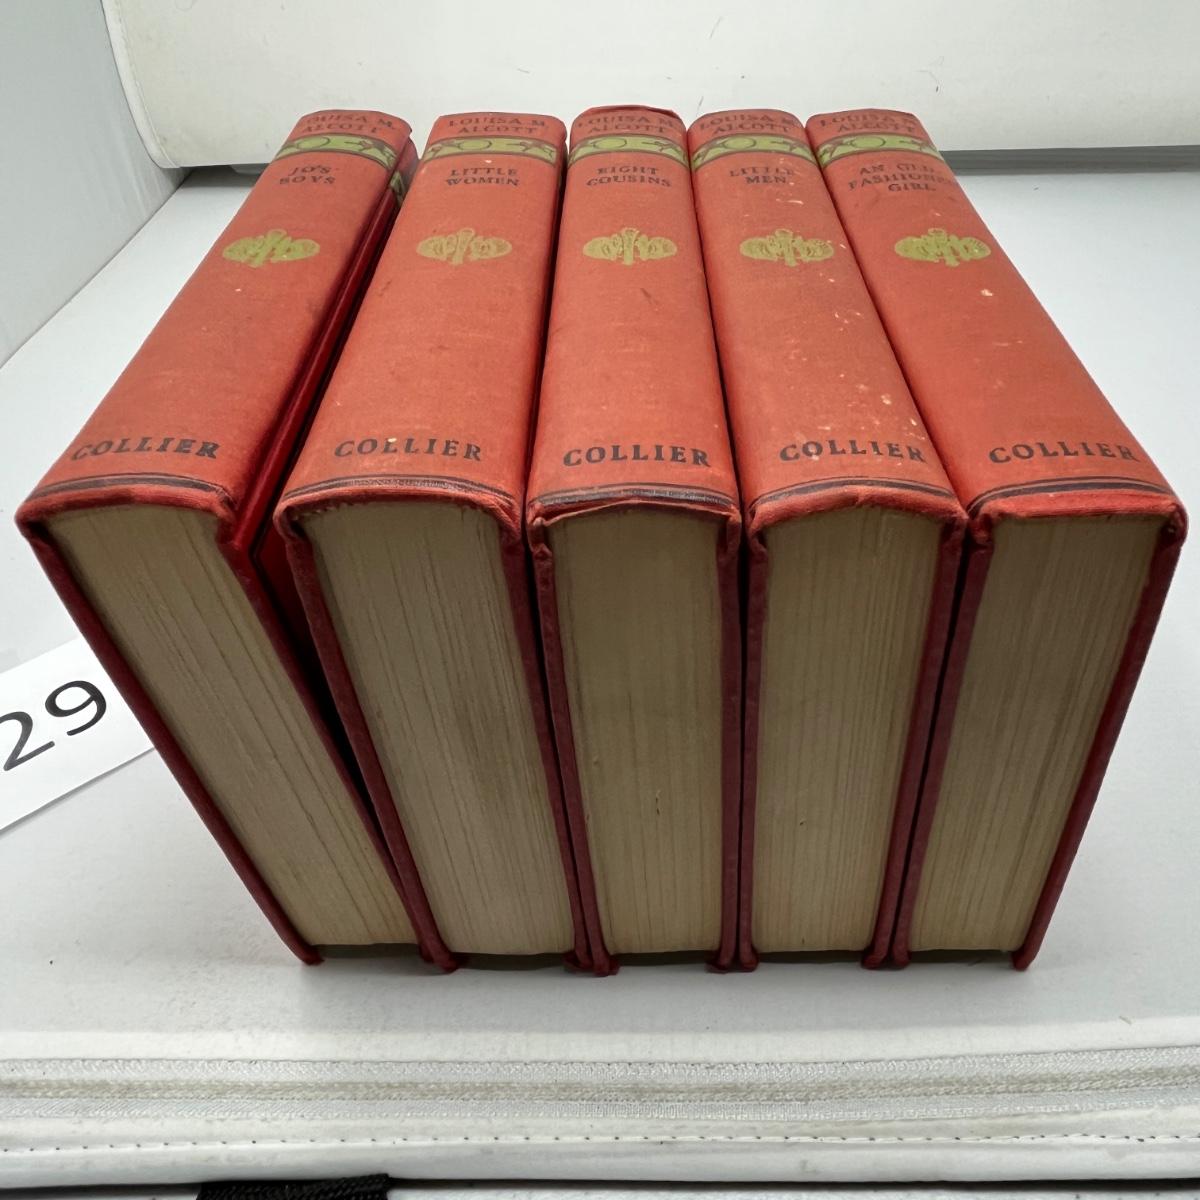 LOUISA M.
ALCOTT
JO'S
BOYS
COLLIER
LOUISA M.
ALCOTT
LITTLE
WOMEN
COLLIER
LOUISA M.
ALCOTT
EIGHT
COUSINS
COLLIER
LOUISA M.
ALCOTT
LITTLE
MEN
COLLIER
LOUISA M.
ALCOTT
AN OLD
FASHIONED
GIRL
COLLIER
29